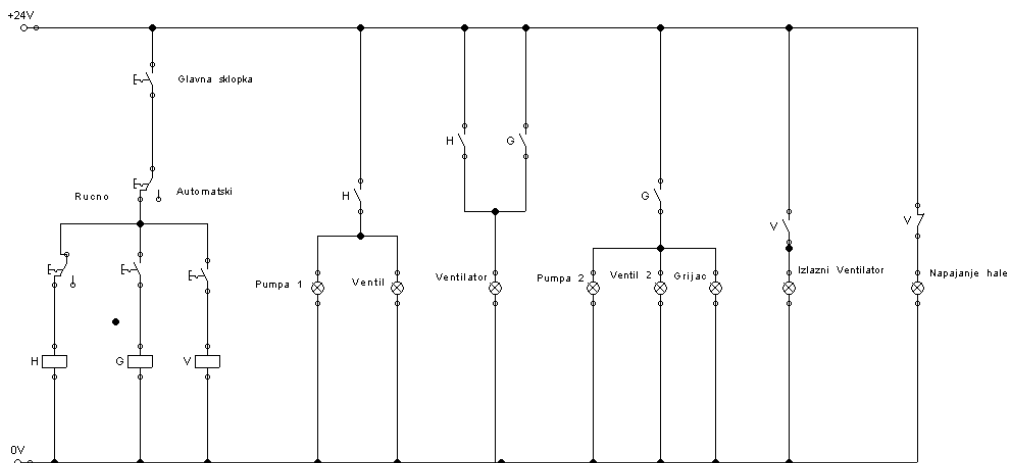 +24V
Glavna sklopka
Rucno
Automatski
H
G
V
H
Pumpa 1
Ventil
H
G
Ventilator
G
Pumpa 2
Ventil 2
Grijac
V
Izlazni Ventilator
V
Napajanje hale
0V